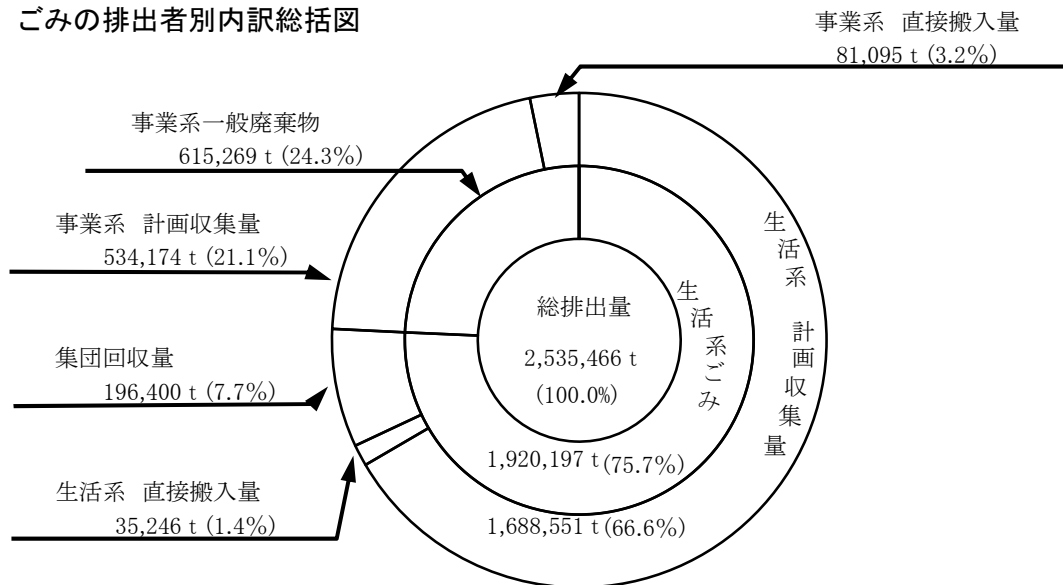 ごみの排出者別内訳総括図
事業系 直接搬入量
81,095 t (3.2%)
事業系一般廃棄物
615,269 t (24.3%)
事業系 計画収集量
534,174 t (21.1%)
集団回収量
196,400 t (7.7%)
生活系 直接搬入量
35,246 t (1.4%)
総排出量
2,535,466 t
(100.0%)
生活系ごみ
1,920,197 t (75.7%)
生活系 計画収集量
1,688,551 t (66.6%)